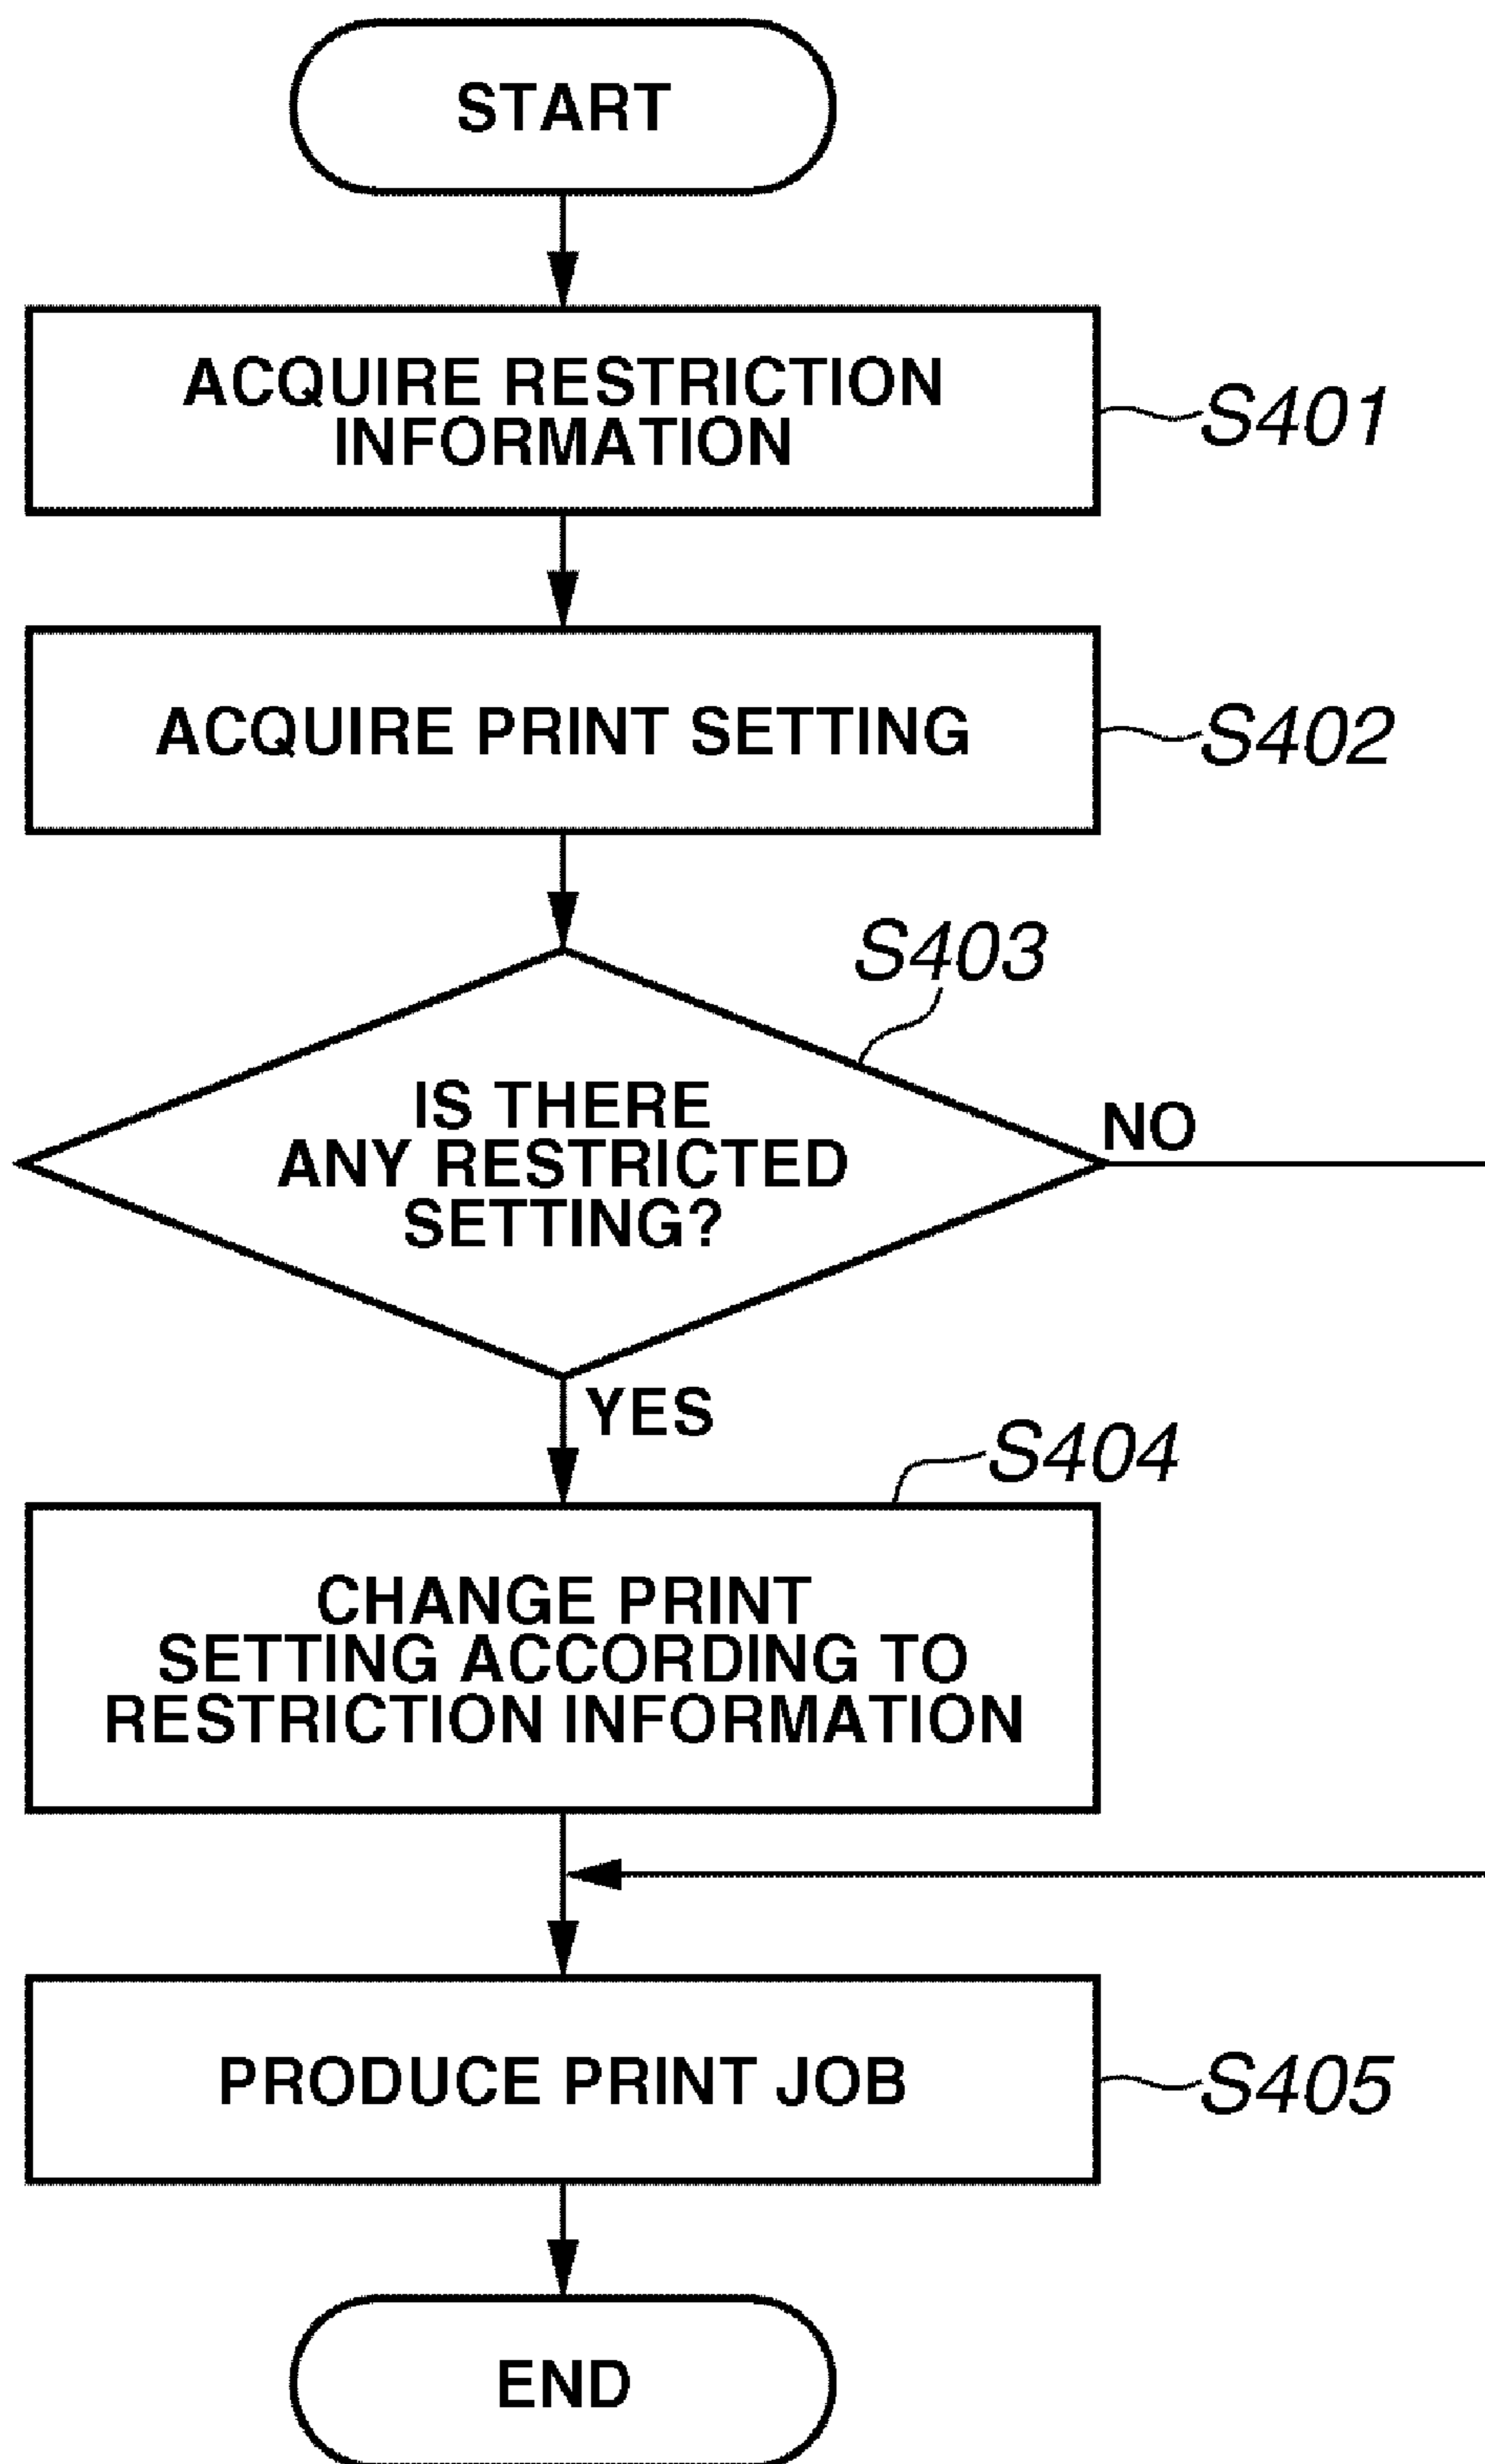 START
ACQUIRE RESTRICTION
INFORMATION
S401
ACQUIRE PRINT SETTING
S402
S403
IS THERE
ANY RESTRICTED
SETTING?
NO
YES
S404
CHANGE PRINT
SETTING ACCORDING TO
RESTRICTION INFORMATION
PRODUCE PRINT JOB
S405
END